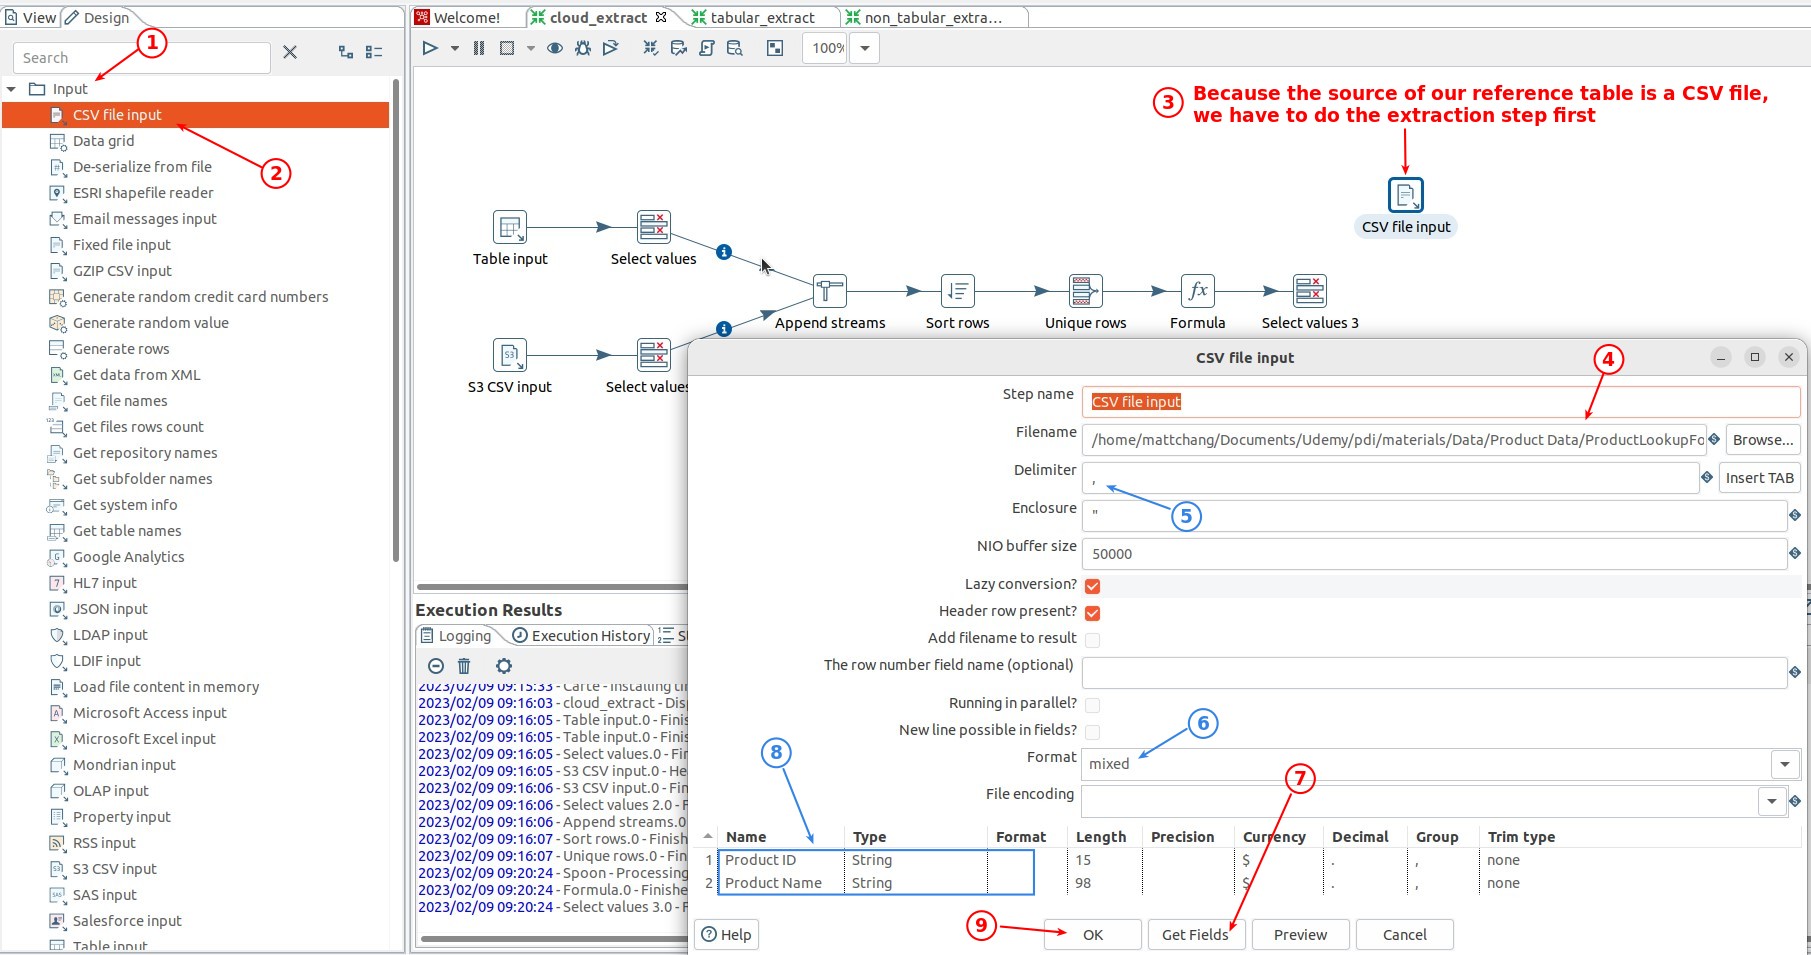 View
Design
Welcome!
cloud_extract
tabular_extract
non_tabular_extra...
Search
1
100%
Input
CSV file input
Data grid
De-serialize from file
ESRI shapefile reader
Email messages input
Fixed file input
GZIP CSV input
Generate random credit card numbers
Generate random value
Generate rows
Get data from XML
Get file names
Get files rows count
Get repository names
Get subfolder names
Get system info
Get table names
Google Analytics
HL7 input
JSON input
LDAP input
LDIF input
Load file content in memory
Microsoft Access input
Microsoft Excel input
Mondrian input
OLAP input
Property input
RSS input
S3 CSV input
SAS input
Salesforce input
Table input
2
3
Because the source of our reference table is a CSV file,
we have to do the extraction step first
CSV file input
Table input
Select values
Append streams
Sort rows
Unique rows
fx
Formula
Select values 3
S3
S3 CSV input
Select values
Execution Results
Logging
Execution History
2023/02/09 09:15:33 - Carte - Installing
2023/02/09 09:16:03 - cloud_extract - Dis
2023/02/09 09:16:05 - Table input.0 - Finis
2023/02/09 09:16:05 - Table input.0 - Finis
2023/02/09 09:16:05 - Select values.0 - Fin
2023/02/09 09:16:05 - S3 CSV input.0 - He
2023/02/09 09:16:06 - S3 CSV input.0 - Fin
2023/02/09 09:16:06 - Select values 2.0 - F
2023/02/09 09:16:06 - Append streams.0
2023/02/09 09:16:07 - Sort rows.0 - Finish
2023/02/09 09:16:07 - Unique rows.0 - Fin
2023/02/09 09:20:24 - Spoon - Processing
2023/02/09 09:20:24 - Formula.0 - Finishe
2023/02/09 09:20:24 - Select values 3.0 - F
CSV file input
4
Step name
CSV file input
Filename
/home/mattchang/Documents/Udemy/pdi/materials/Data/Product Data/ProductLookupFo
Browse...
Delimiter
,
Insert TAB
5
Enclosure
"
NIO buffer size
50000
Lazy conversion?
Header row present?
Add filename to result
The row number field name (optional)
Running in parallel?
New line possible in fields?
6
Format
mixed
7
8
File encoding
Name Type Format Length Precision Currency Decimal Group Trim type
1 Product ID String 15 $ . , none
2 Product Name String 98 $ . , none
9
Help
OK
Get Fields
Preview
Cancel